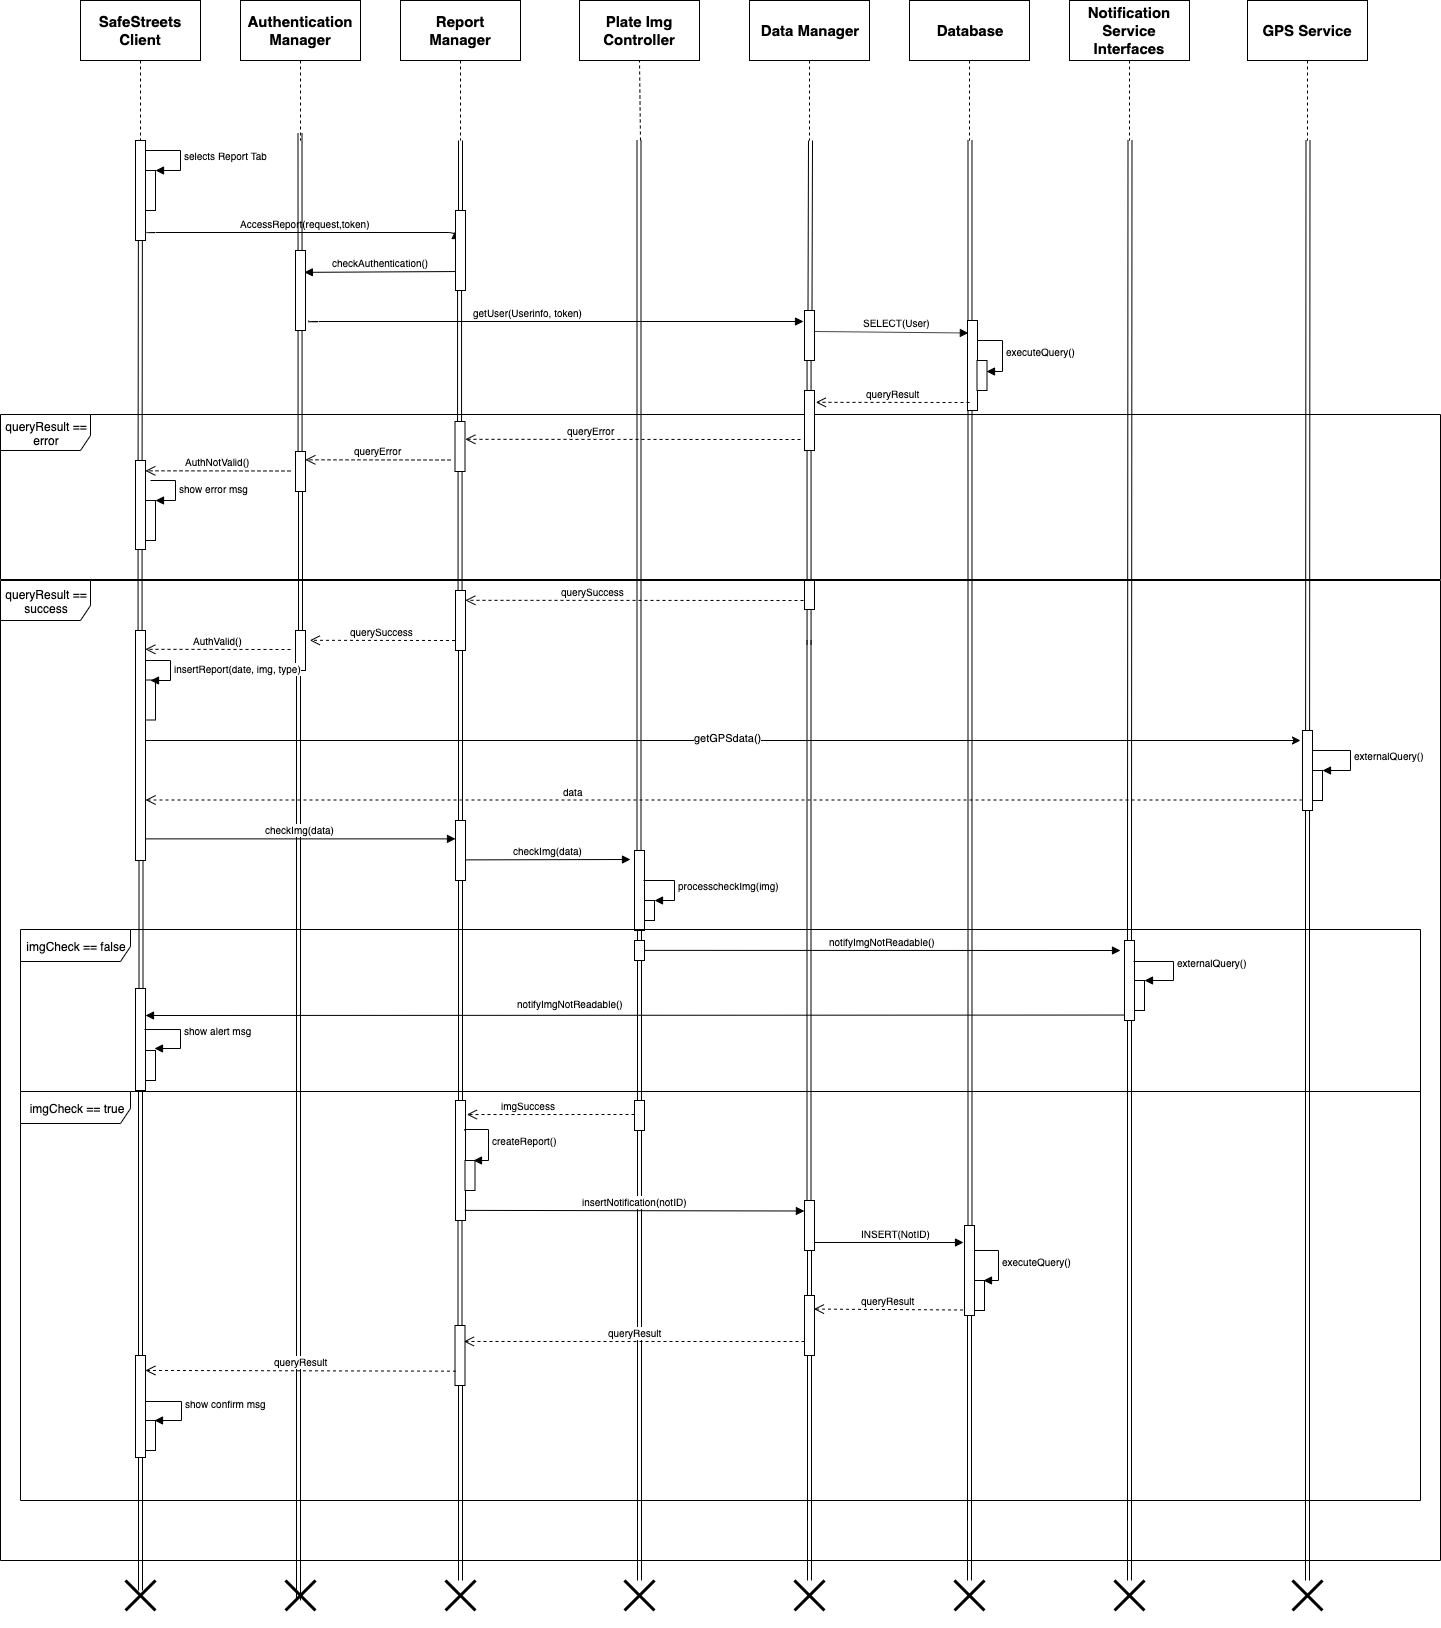 SafeStreets
Client
Authentication
Manager
Report
Manager
Plate Img
Controller
Data Manager
Database
Notification
Service
Interfaces
GPS Service
selects Report Tab
AccessReport(request,token)
checkAuthentication()
getUser(Userinfo, token)
SELECT(User)
executeQuery()
queryResult
queryResult ==
error
queryError
queryError
AuthNotValid()
show error msg
queryResult ==
success
querySuccess
querySuccess
AuthValid()
insertReport(date, img, type)
getGPSdata()
externalQuery()
data
checkImg(data)
checkImg(data)
processcheckImg(img)
imgCheck == false
notifyImgNotReadable()
externalQuery()
notifyImgNotReadable()
show alert msg
imgCheck == true
imgSuccess
createReport()
insertNotification(notID)
INSERT(NotID)
executeQuery()
queryResult
queryResult
queryResult
show confirm msg